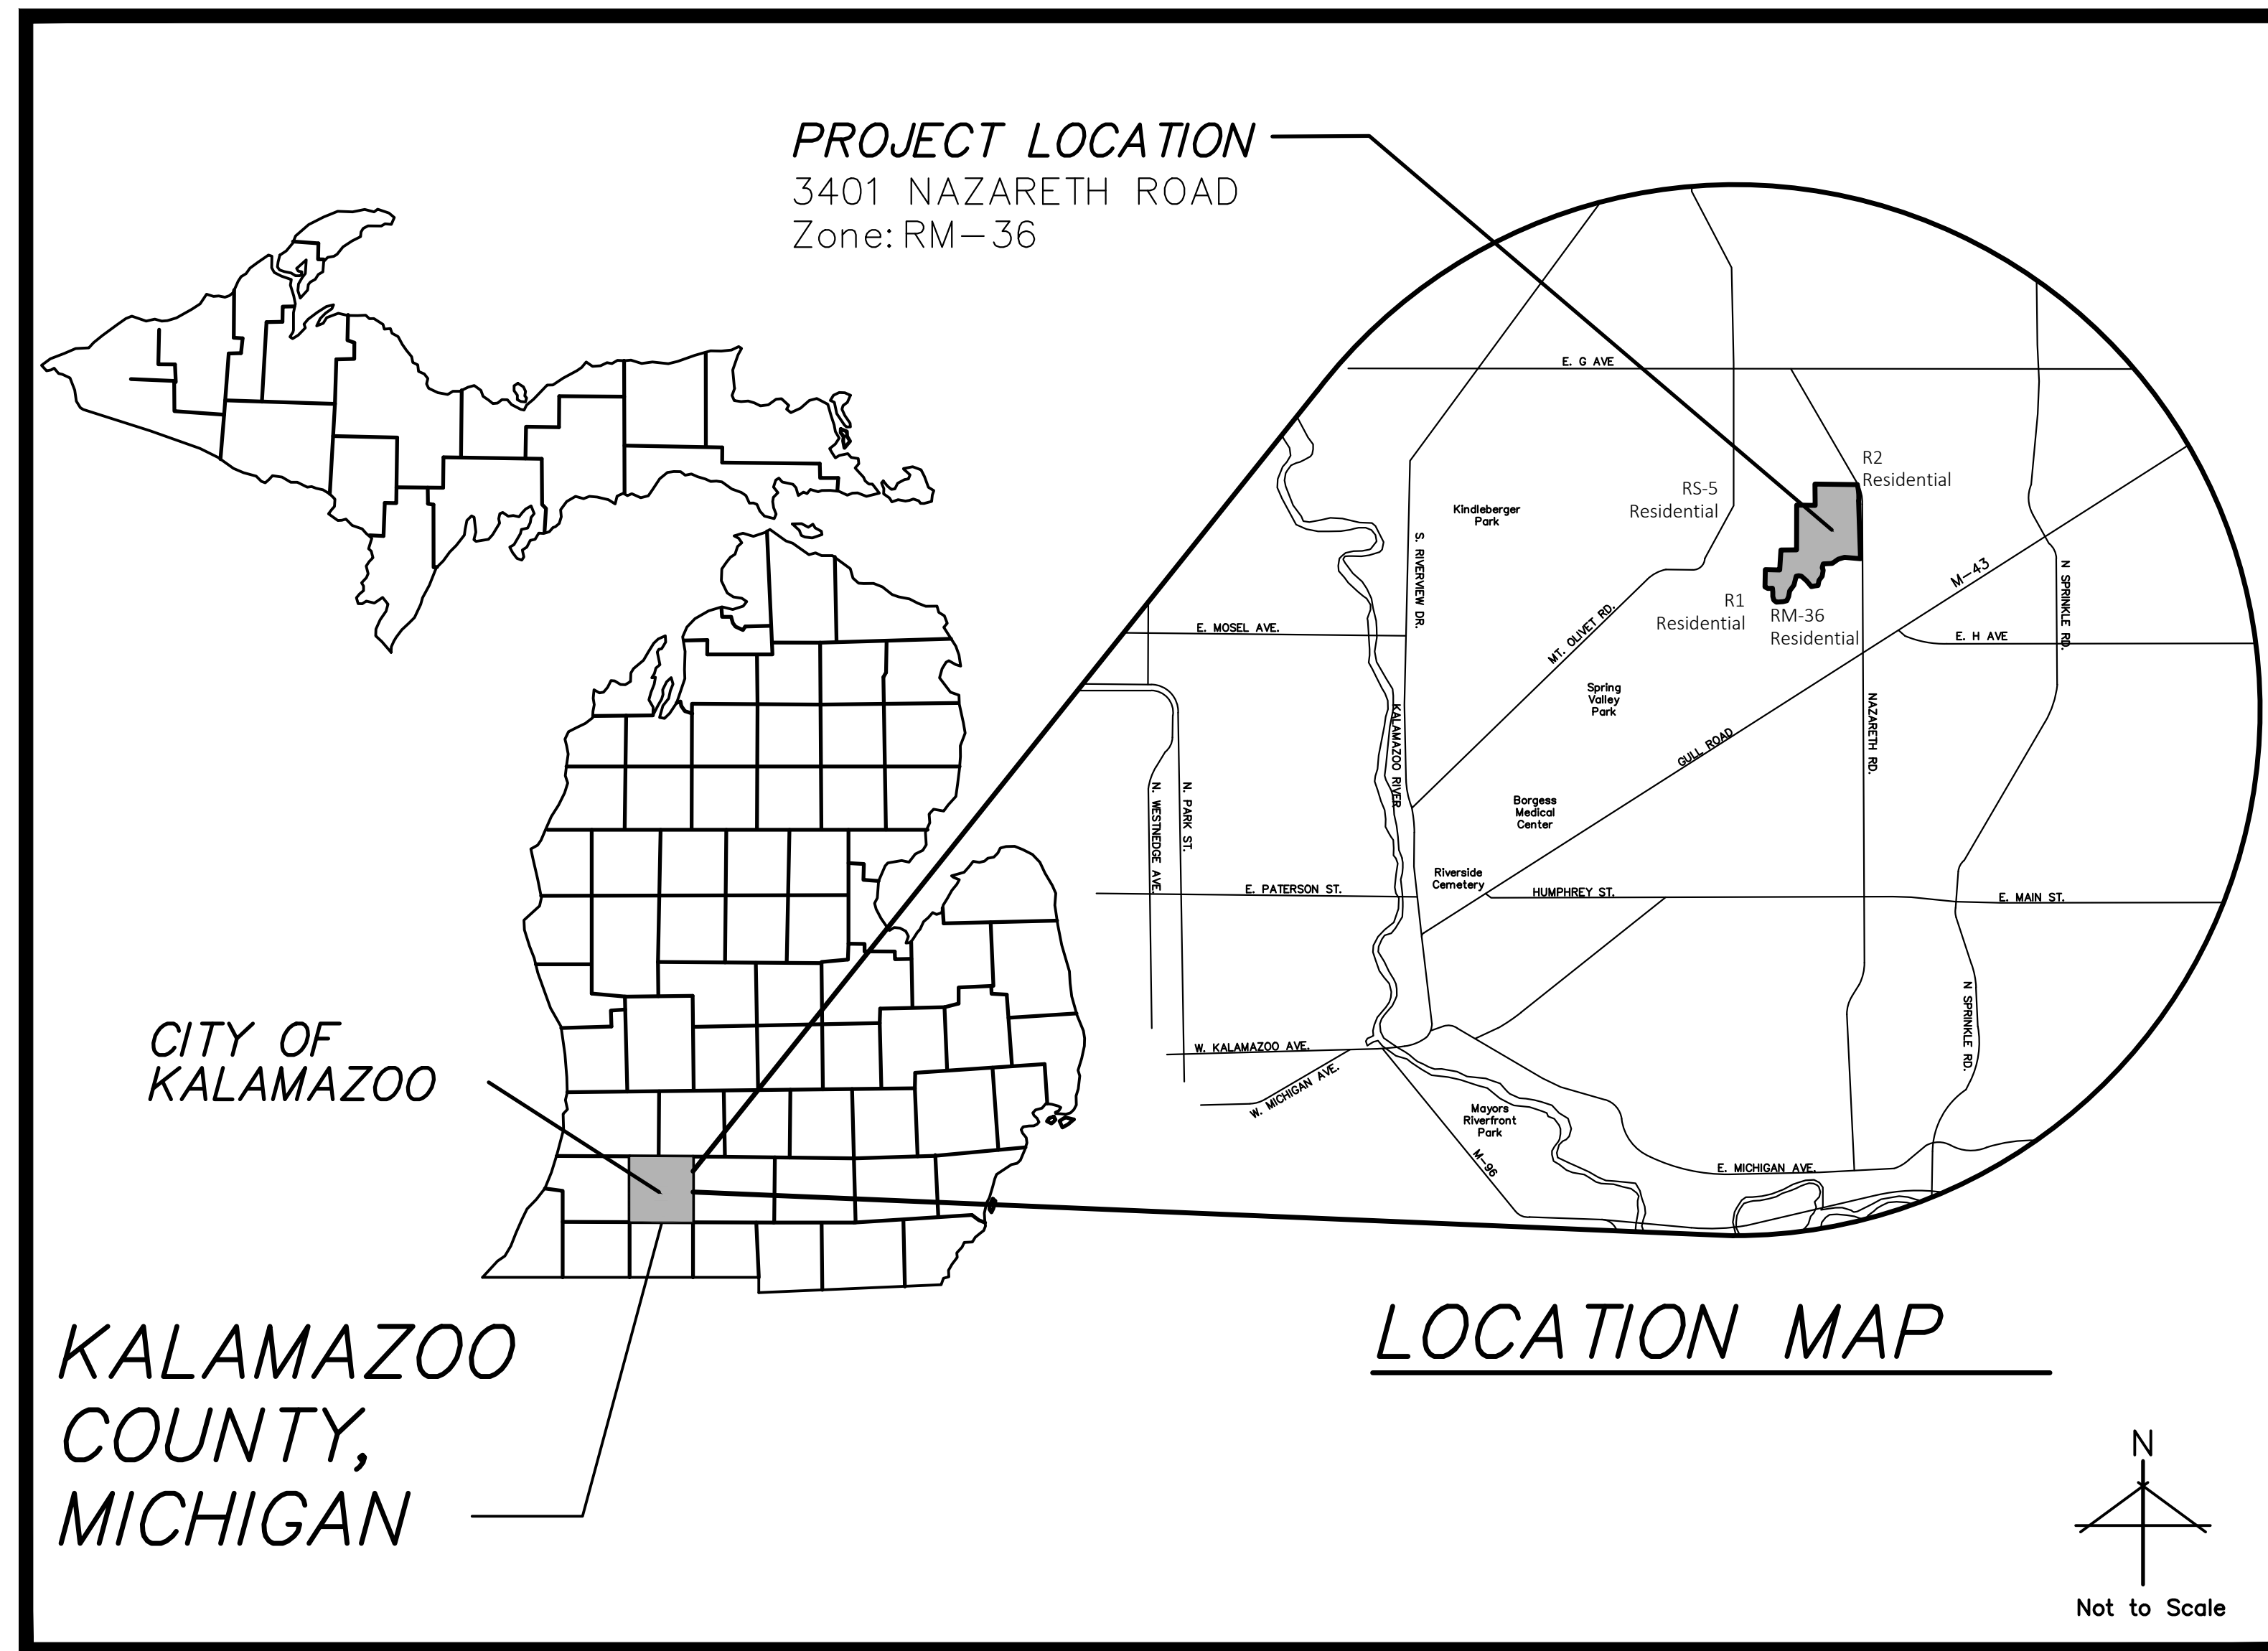 PROJECT LOCATION
3401 NAZARETH ROAD
Zone: RM-36
E. G AVE
R2
Residential
RS-5
Residential
Kindleberger
Park
S. RIVERVIEW DR.
M-43
N SPRINKLE RD.
R1
Residential
RM-36
Residential
E. MOSEL AVE.
MT. OLIVET RD.
E. H AVE
Spring
Valley
Park
KALAMAZOO RIVER
GULL ROAD
NAZARETH RD.
N. WESTNEDGE AVE.
N. PARK ST.
Borgess
Medical
Center
Riverside
Cemetery
E. PATERSON ST.
HUMPHREY ST.
E. MAIN ST.
N SPRINKLE RD.
CITY OF
KALAMAZOO
W. KALAMAZOO AVE.
W. MICHIGAN AVE.
Mayors
Riverfront
Park
M-96
E. MICHIGAN AVE.
LOCATION MAP
KALAMAZOO
COUNTY,
MICHIGAN
N
Not to Scale